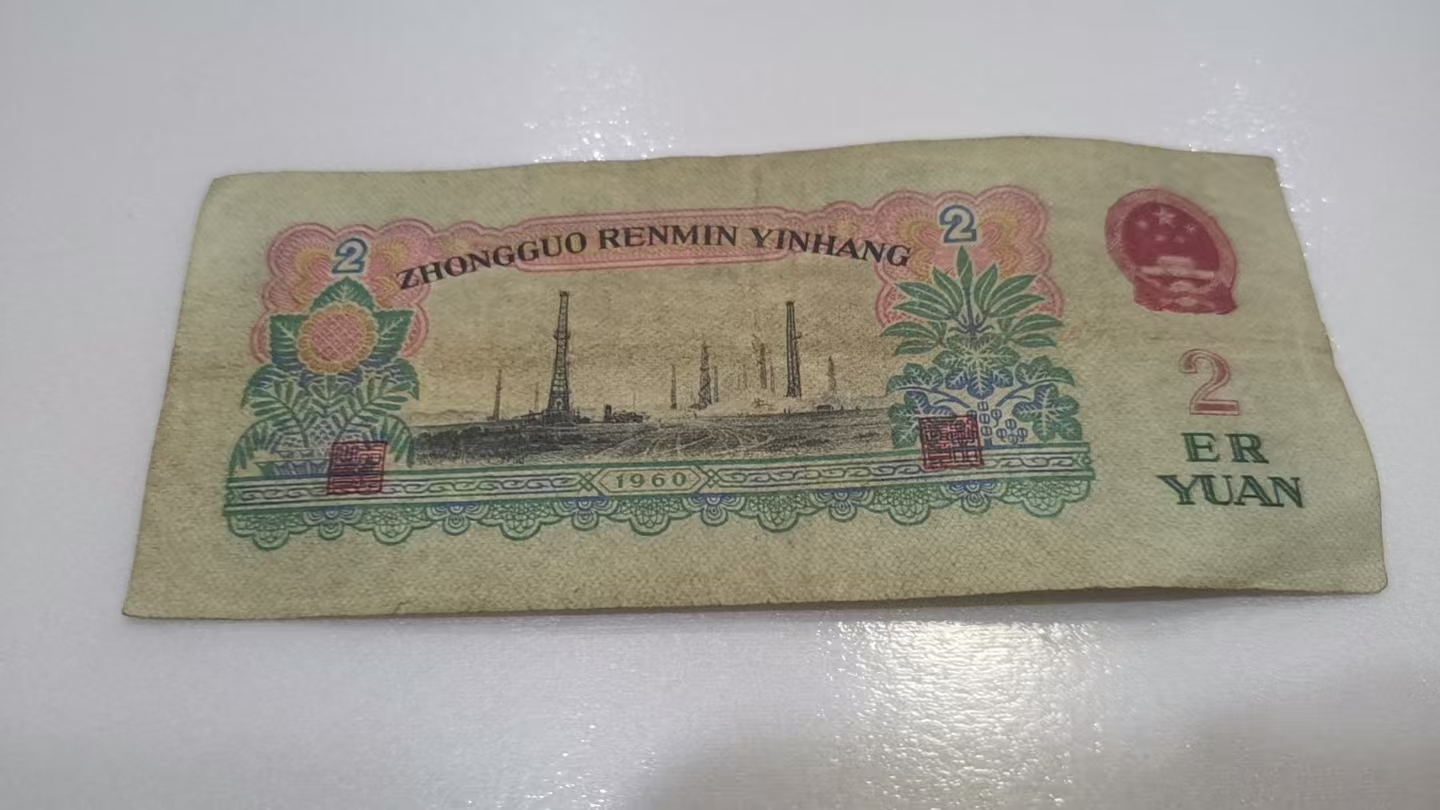 2
2
ZHONGGUO RENMIN YINHANG
1960
2
ER
YUAN